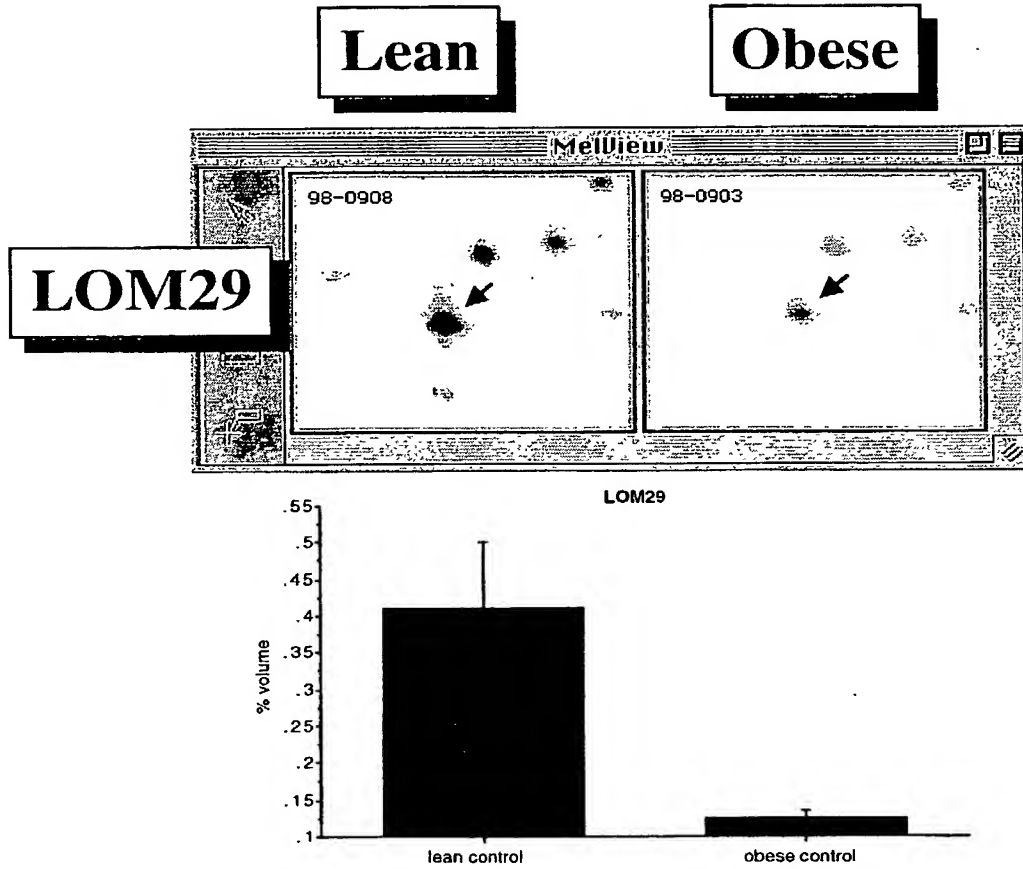 Lean
Obese
MelView
98-0908
98-0903
LOM29
LOM29
.55
.5
.45
.4
.35
.3
.25
.2
.15
.1
% volume
lean control
obese control